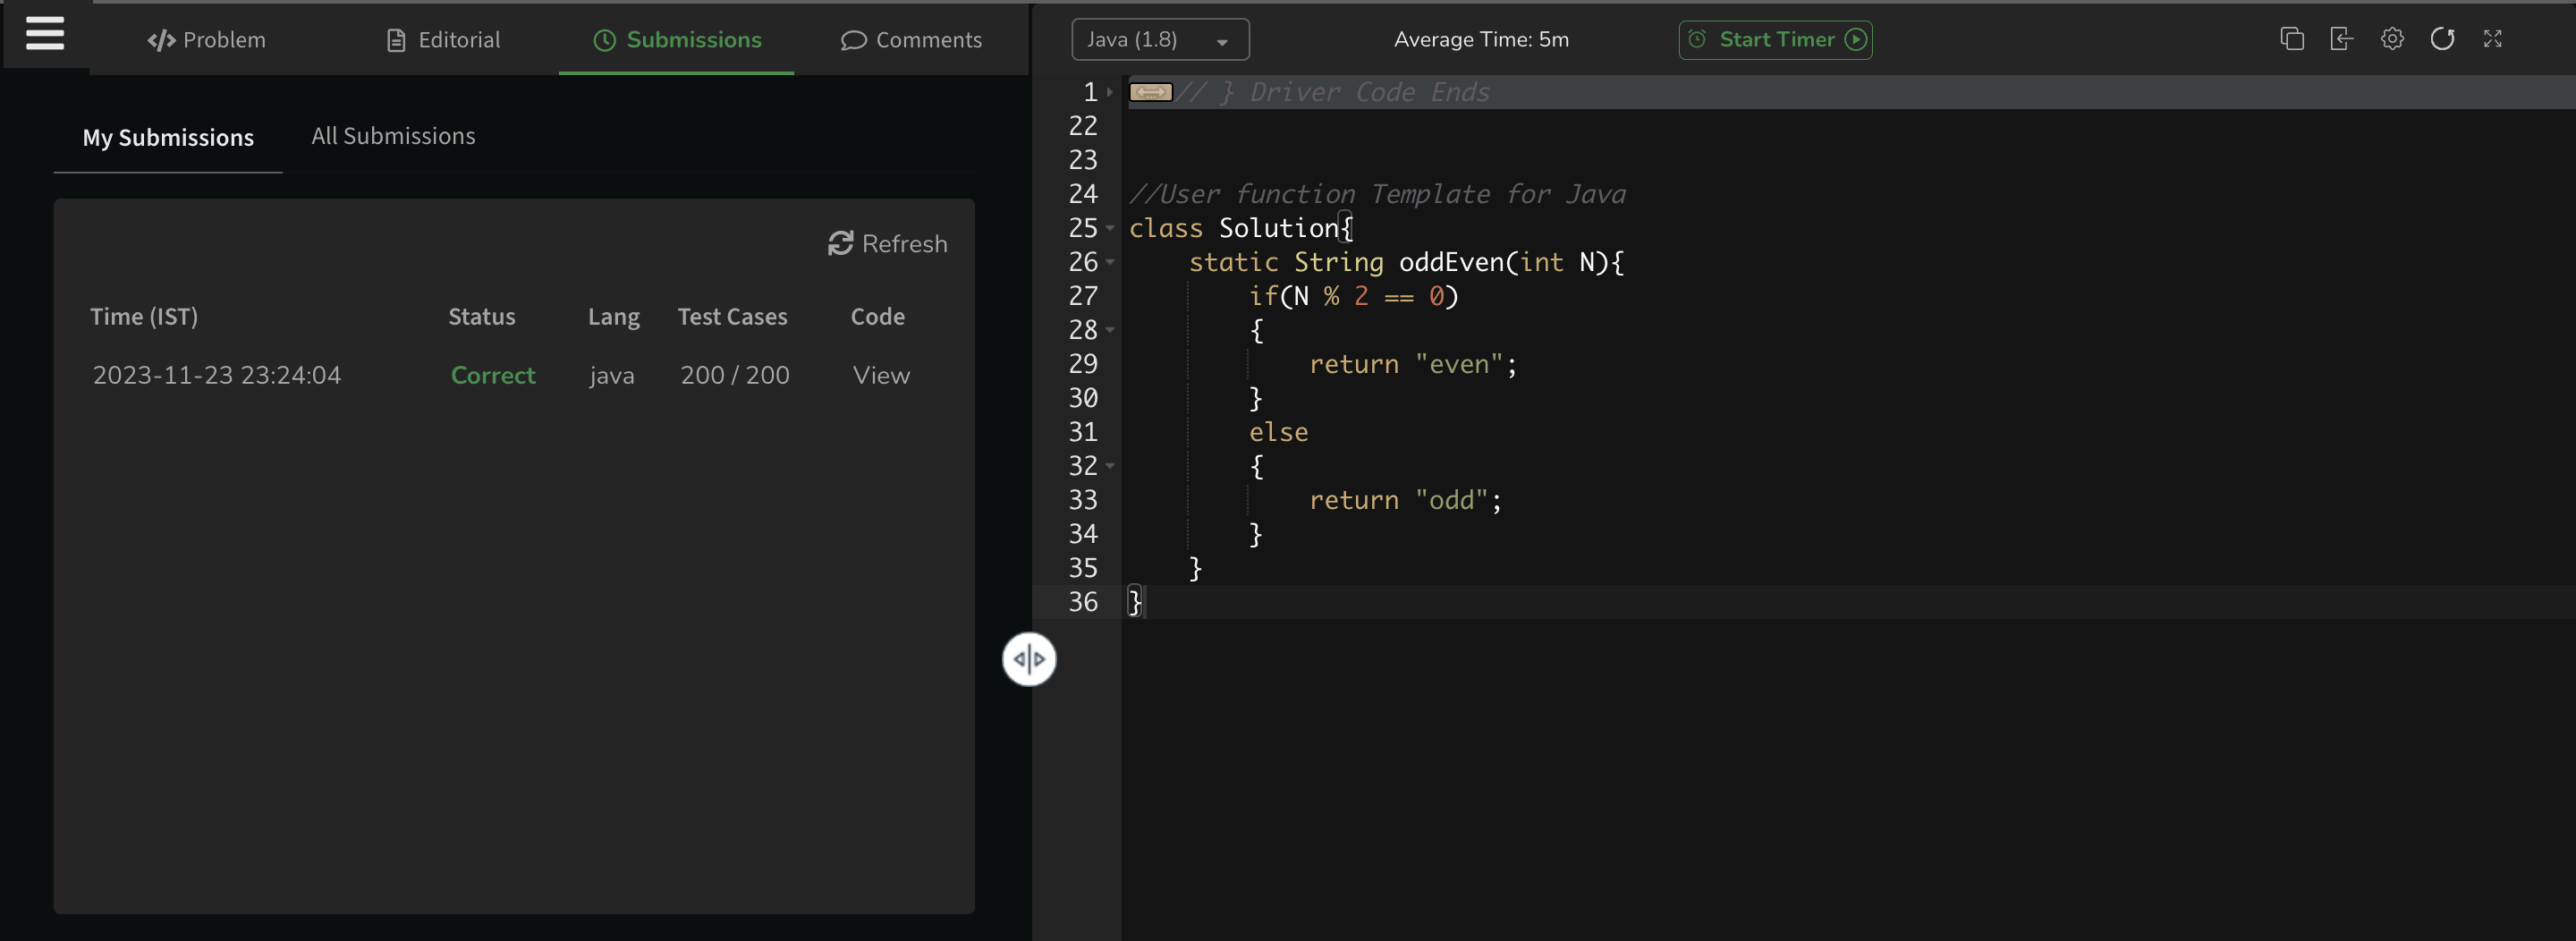 </> Problem Editorial Submissions Comments
My Submissions All Submissions
Refresh
Time (IST) Status Lang Test Cases Code
2023-11-23 23:24:04 Correct java 200 / 200 View
Java (1.8) Average Time: 5m Start Timer
1 // } Driver Code Ends
22
23
24 //User function Template for Java
25 class Solution{
26 static String oddEven(int N){
27 if(N % 2 == 0)
28 {
29 return "even";
30 }
31 else
32 {
33 return "odd";
34 }
35 }
36 }